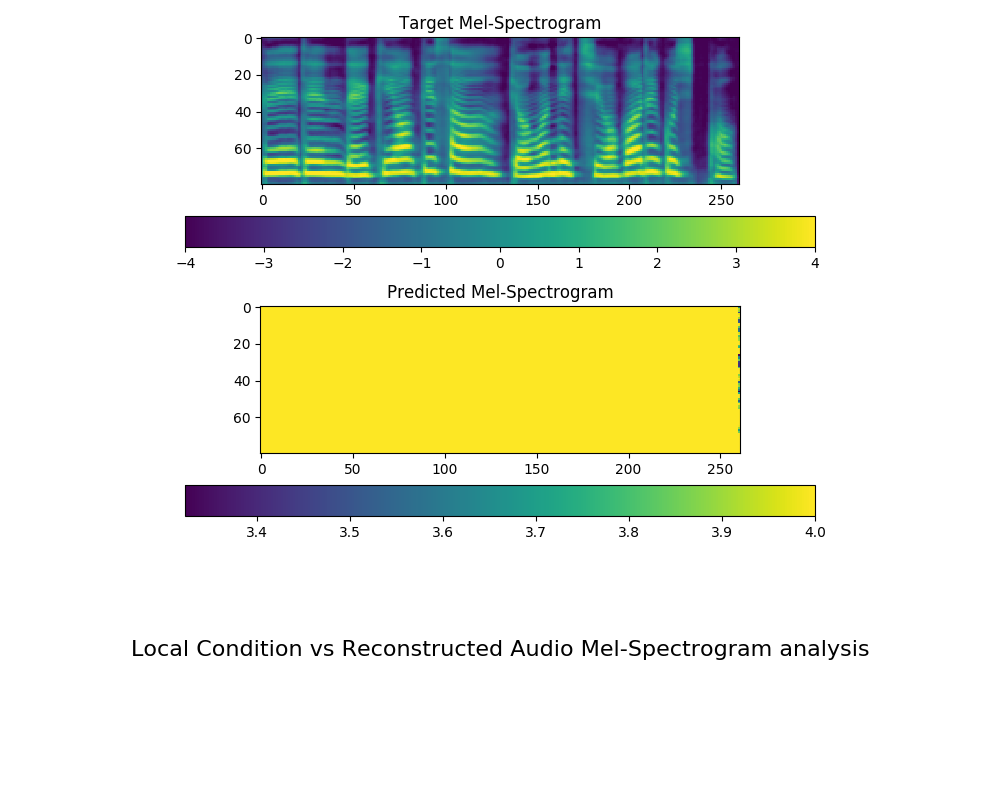 Target Mel-Spectrogram
0
20
40
60
0 50 100 150 200 250
−4 −3 −2 −1 0 1 2 3 4
Predicted Mel-Spectrogram
0
20
40
60
0 50 100 150 200 250
3.4 3.5 3.6 3.7 3.8 3.9 4.0
Local Condition vs Reconstructed Audio Mel-Spectrogram analysis